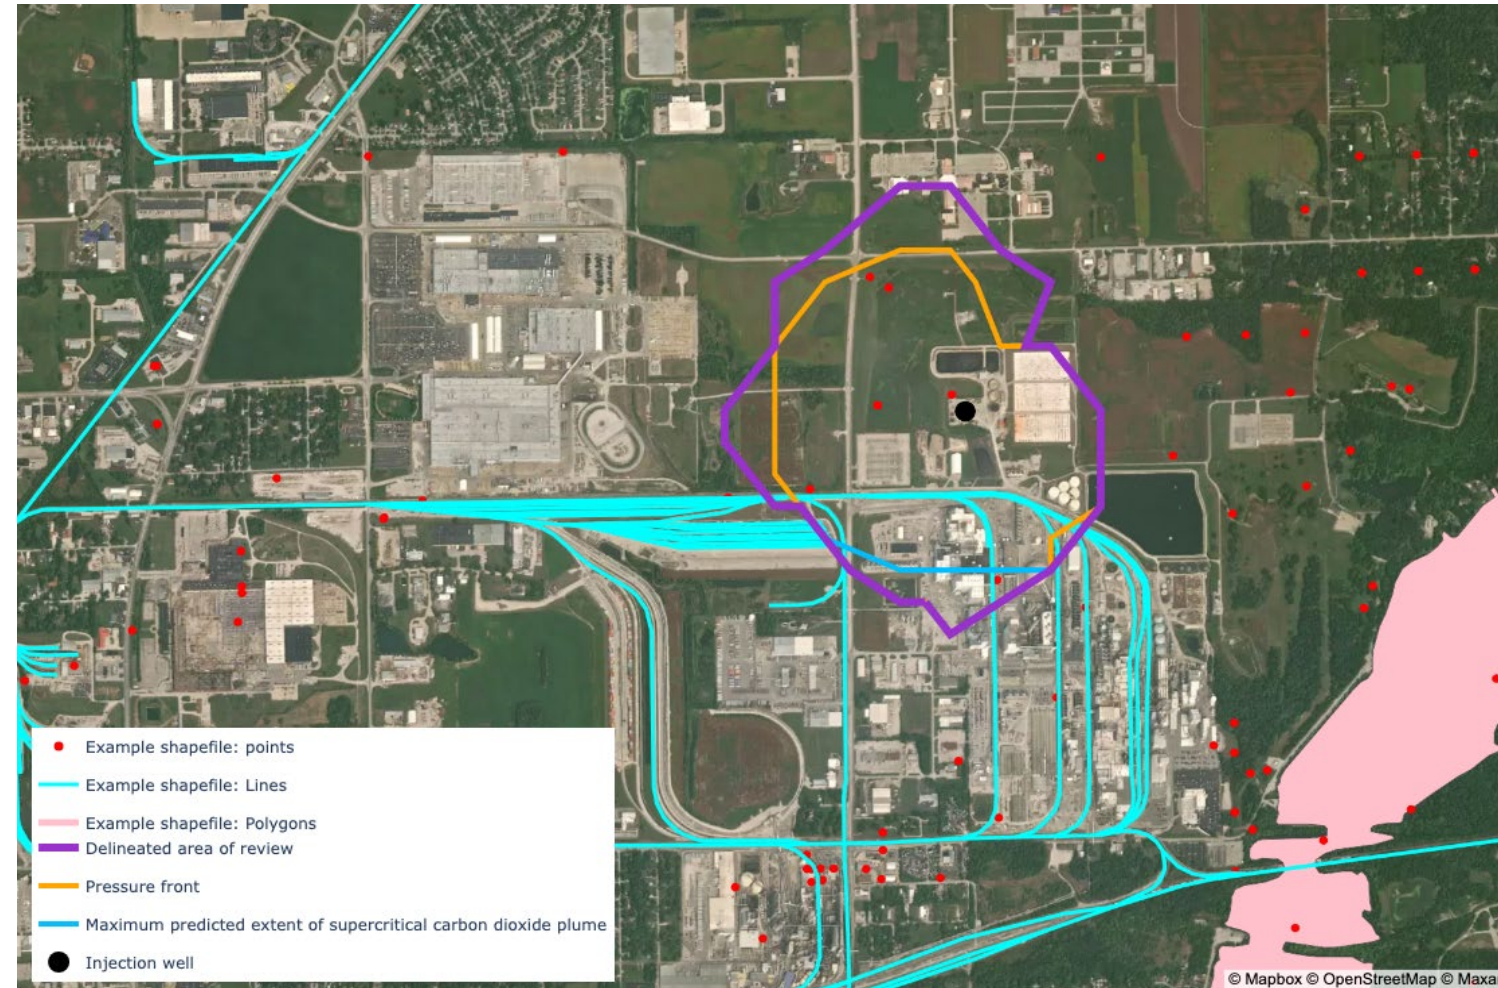 Example shapefile: points
Example shapefile: Lines
Example shapefile: Polygons
Delineated area of review
Pressure front
Maximum predicted extent of supercritical carbon dioxide plume
Injection well
© Mapbox © OpenStreetMap © Maxa